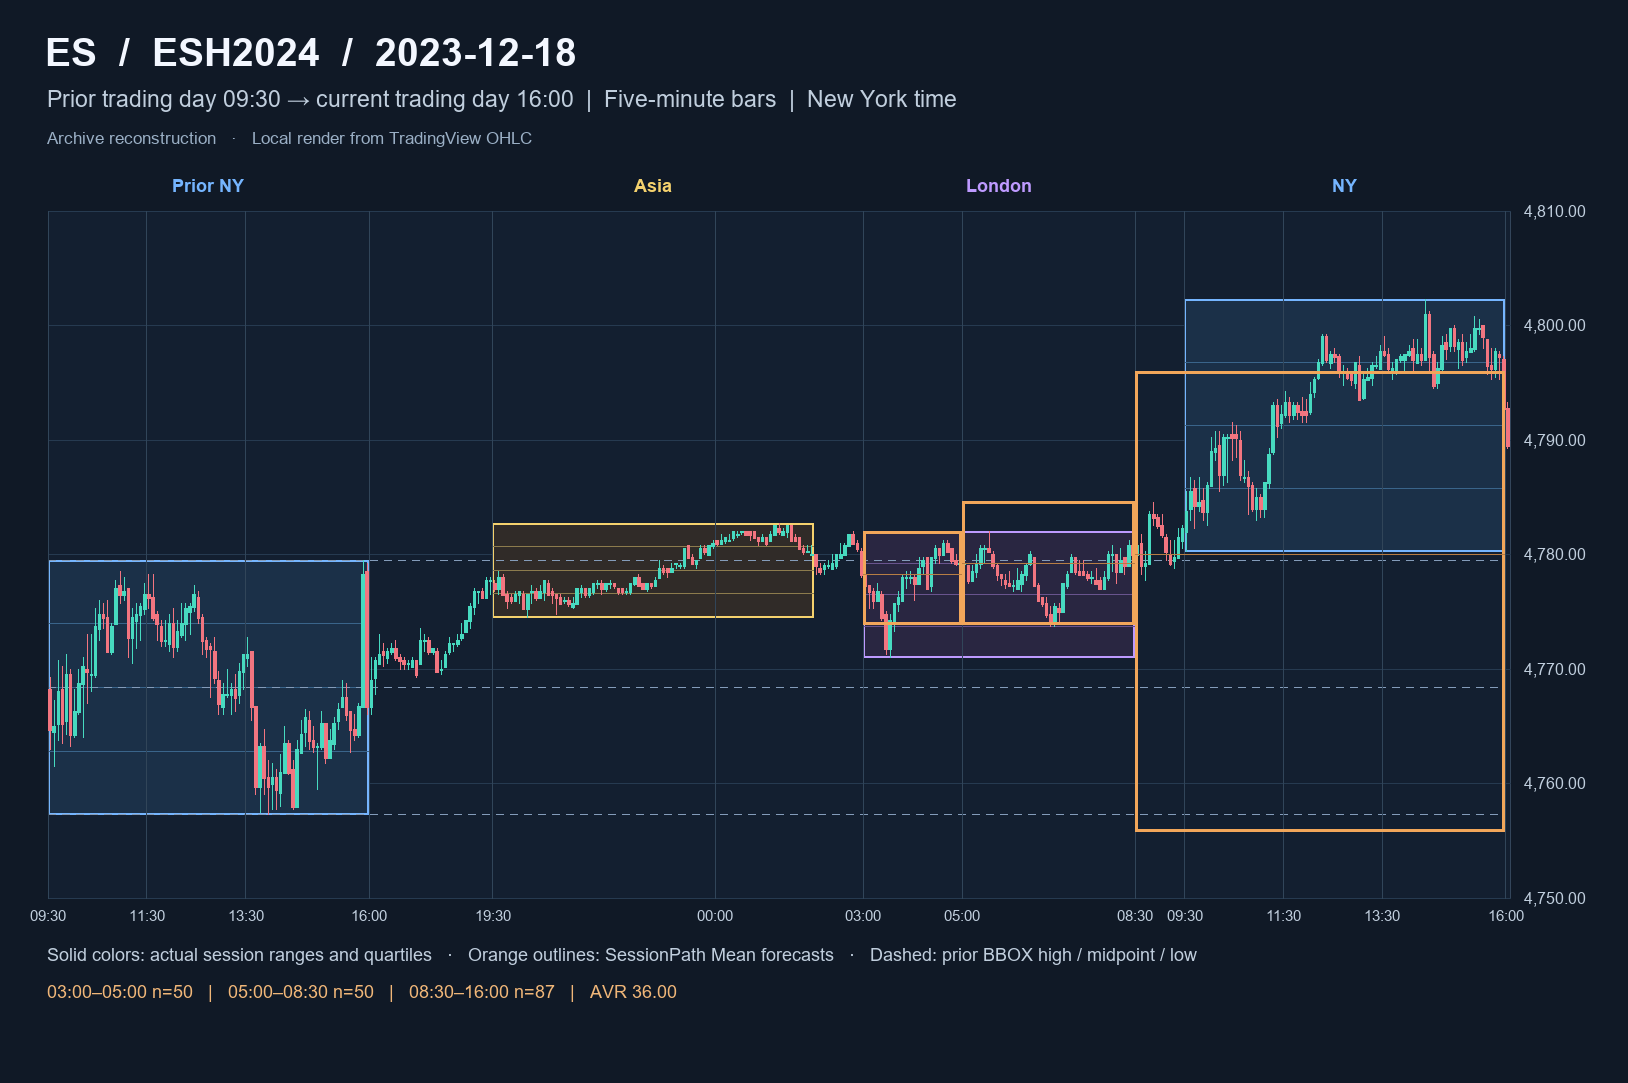 ES / ESH2024 / 2023-12-18
Prior trading day 09:30 → current trading day 16:00 | Five-minute bars | New York time
Archive reconstruction · Local render from TradingView OHLC
Prior NY Asia London NY
4,810.00
4,800.00
4,790.00
4,780.00
4,770.00
4,760.00
4,750.00
09:30 11:30 13:30 16:00 19:30 00:00 03:00 05:00 08:30 09:30 11:30 13:30 16:00
Solid colors: actual session ranges and quartiles · Orange outlines: SessionPath Mean forecasts · Dashed: prior BBOX high / midpoint / low
03:00–05:00 n=50 | 05:00–08:30 n=50 | 08:30–16:00 n=87 | AVR 36.00